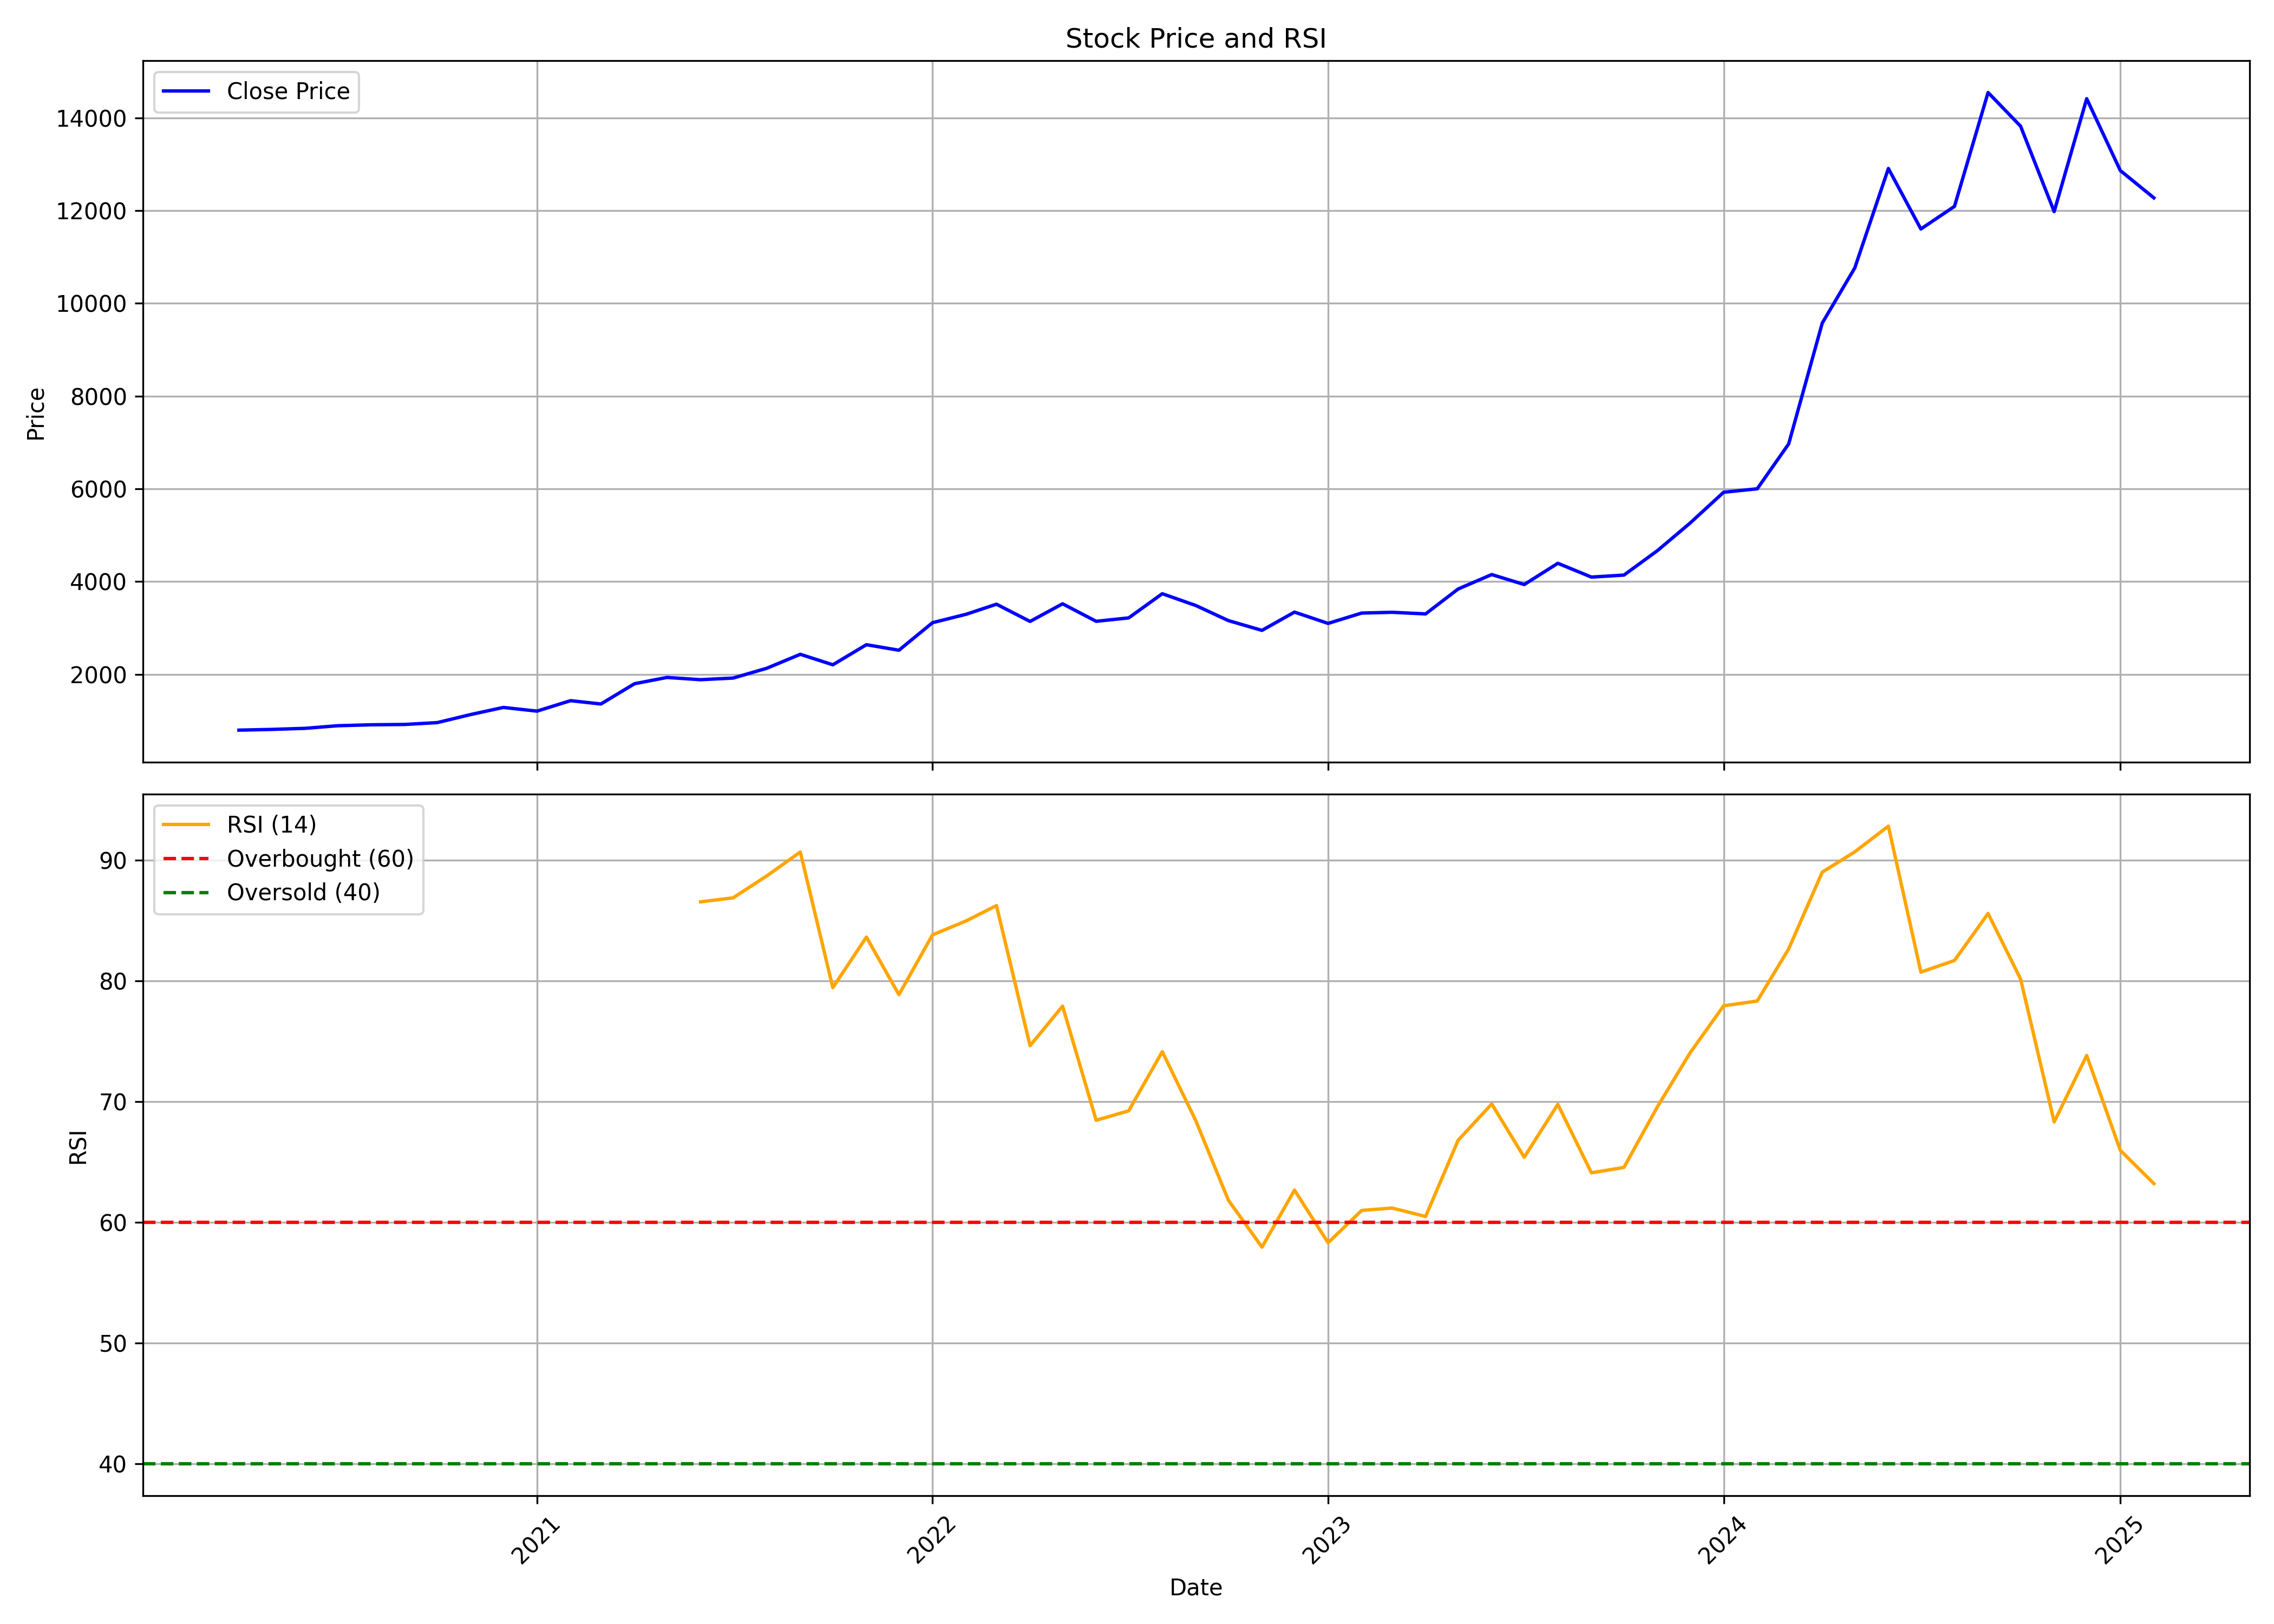 Stock Price and RSI
Close Price
14000
12000
10000
8000
6000
4000
2000
Price
RSI (14)
Overbought (60)
Oversold (40)
90
80
70
60
50
40
RSI
2021
2022
2023
2024
2025
Date